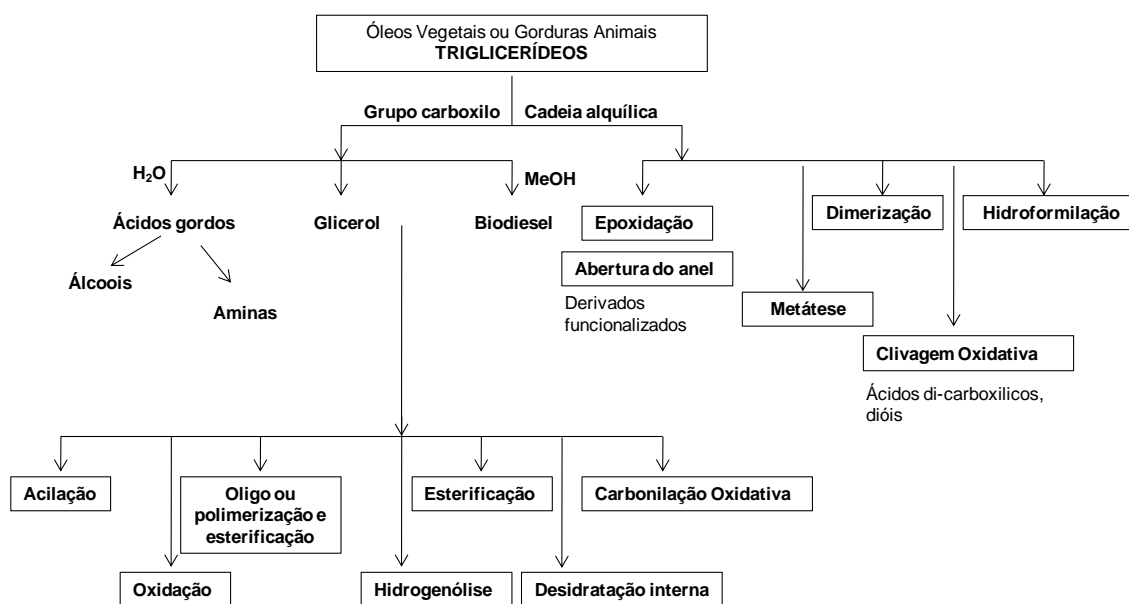 Óleos Vegetais ou Gorduras Animais
TRIGLICERÍDEOS
Grupo carboxilo
Cadeia alquílica
H₂O
MeOH
Ácidos gordos
Glicerol
Biodiesel
Epoxidação
Dimerização
Hidroformilação
Álcoois
Aminas
Abertura do anel
Derivados
funcionalizados
Metátese
Clivagem Oxidativa
Ácidos di-carboxilicos,
dióis
Acilação
Oligo ou
polimerização e
esterificação
Esterificação
Carbonilação Oxidativa
Oxidação
Hidrogenólise
Desidratação interna